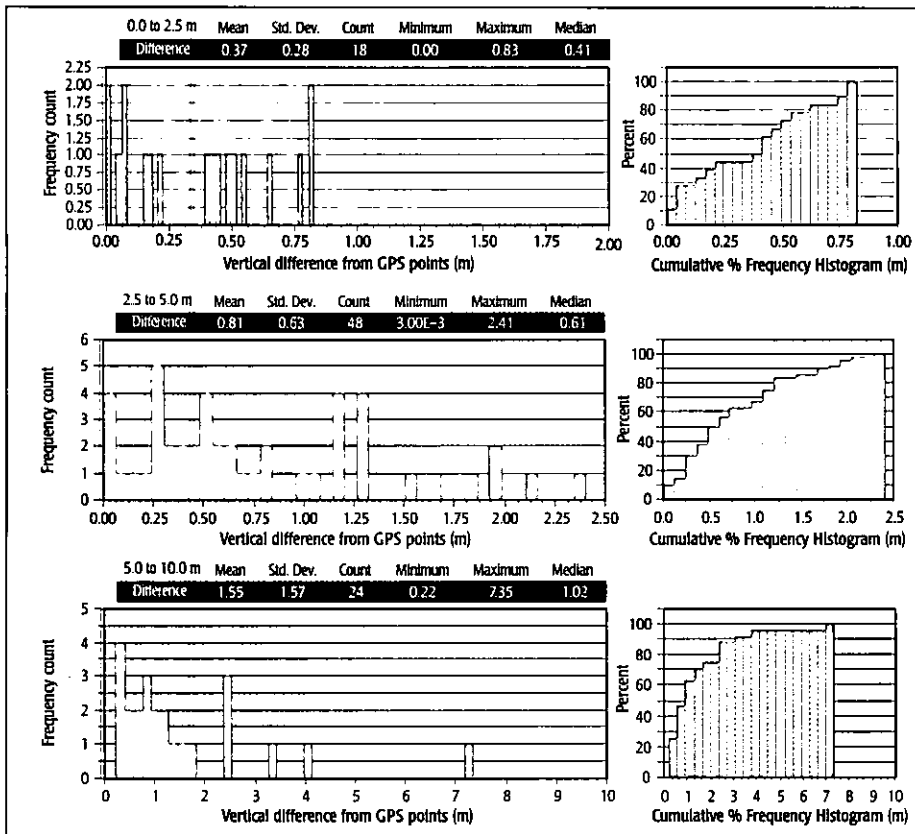 0.0 to 2.5 m Mean Std. Dev. Count Minimum Maximum Median
Difference 0.37 0.28 18 0.00 0.83 0.41
Frequency count
2.25
2.00
1.75
1.50
1.25
1.00
0.75
0.50
0.25
0.00
0.00 0.25 0.50 0.75 1.00 1.25 1.50 1.75 2.00
Vertical difference from GPS points (m)
Percent
100
80
60
40
20
0
0.00 0.25 0.50 0.75 1.00
Cumulative % Frequency Histogram (m)
2.5 to 5.0 m Mean Std. Dev. Count Minimum Maximum Median
Difference 0.81 0.63 48 3.00E-3 2.41 0.61
Frequency count
6
5
4
3
2
1
0
0.00 0.25 0.50 0.75 1.00 1.25 1.50 1.75 2.00 2.25 2.50
Vertical difference from GPS points (m)
Percent
100
80
60
40
20
0
0.0 0.5 1.0 1.5 2.0 2.5
Cumulative % Frequency Histogram (m)
5.0 to 10.0 m Mean Std. Dev. Count Minimum Maximum Median
Difference 1.55 1.57 24 0.22 7.35 1.02
Frequency count
5
4
3
2
1
0
0 1 2 3 4 5 6 7 8 9 10
Vertical difference from GPS points (m)
Percent
100
80
60
40
20
0
0 1 2 3 4 5 6 7 8 9 10
Cumulative % Frequency Histogram (m)